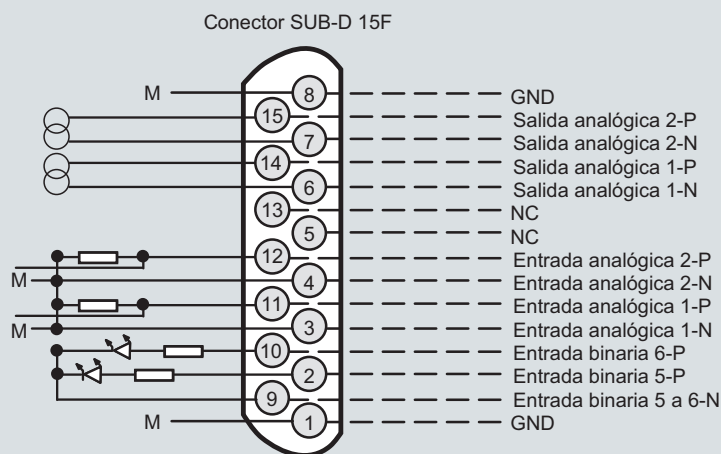 Conector SUB-D 15F
M 8 GND
15 Salida analógica 2-P
7 Salida analógica 2-N
14 Salida analógica 1-P
6 Salida analógica 1-N
13 NC
5 NC
12 Entrada analógica 2-P
M 4 Entrada analógica 2-N
11 Entrada analógica 1-P
M 3 Entrada analógica 1-N
10 Entrada binaria 6-P
2 Entrada binaria 5-P
9 Entrada binaria 5 a 6-N
M 1 GND